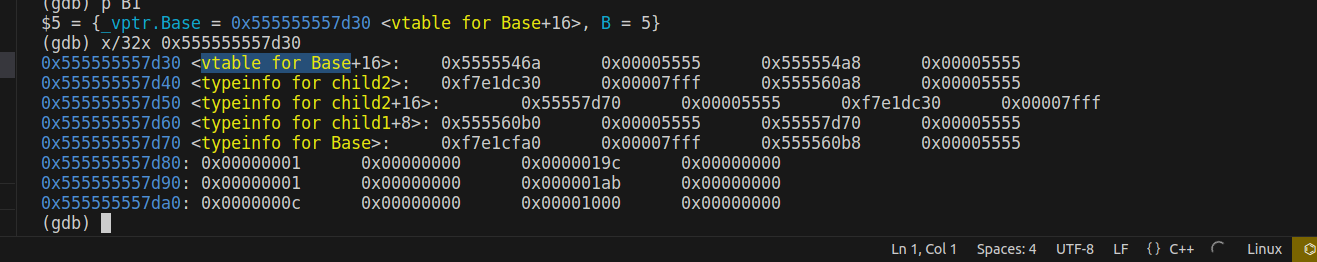 (gdb) p B1
$5 = {_vptr.Base = 0x555555557d30 <vtable for Base+16>, B = 5}
(gdb) x/32x 0x555555557d30
0x555555557d30 <vtable for Base+16>: 0x5555546a 0x00005555 0x555554a8 0x00005555
0x555555557d40 <typeinfo for child2>: 0xf7e1dc30 0x00007fff 0x555560a8 0x00005555
0x555555557d50 <typeinfo for child2+16>: 0x55557d70 0x00005555 0xf7e1dc30 0x00007fff
0x555555557d60 <typeinfo for child1+8>: 0x555560b0 0x00005555 0x55557d70 0x00005555
0x555555557d70 <typeinfo for Base>: 0xf7e1cfa0 0x00007fff 0x555560b8 0x00005555
0x555555557d80: 0x00000001 0x00000000 0x0000019c 0x00000000
0x555555557d90: 0x00000001 0x00000000 0x000001ab 0x00000000
0x555555557da0: 0x0000000c 0x00000000 0x00001000 0x00000000
(gdb)
Ln 1, Col 1 Spaces: 4 UTF-8 LF {} C++ Linux